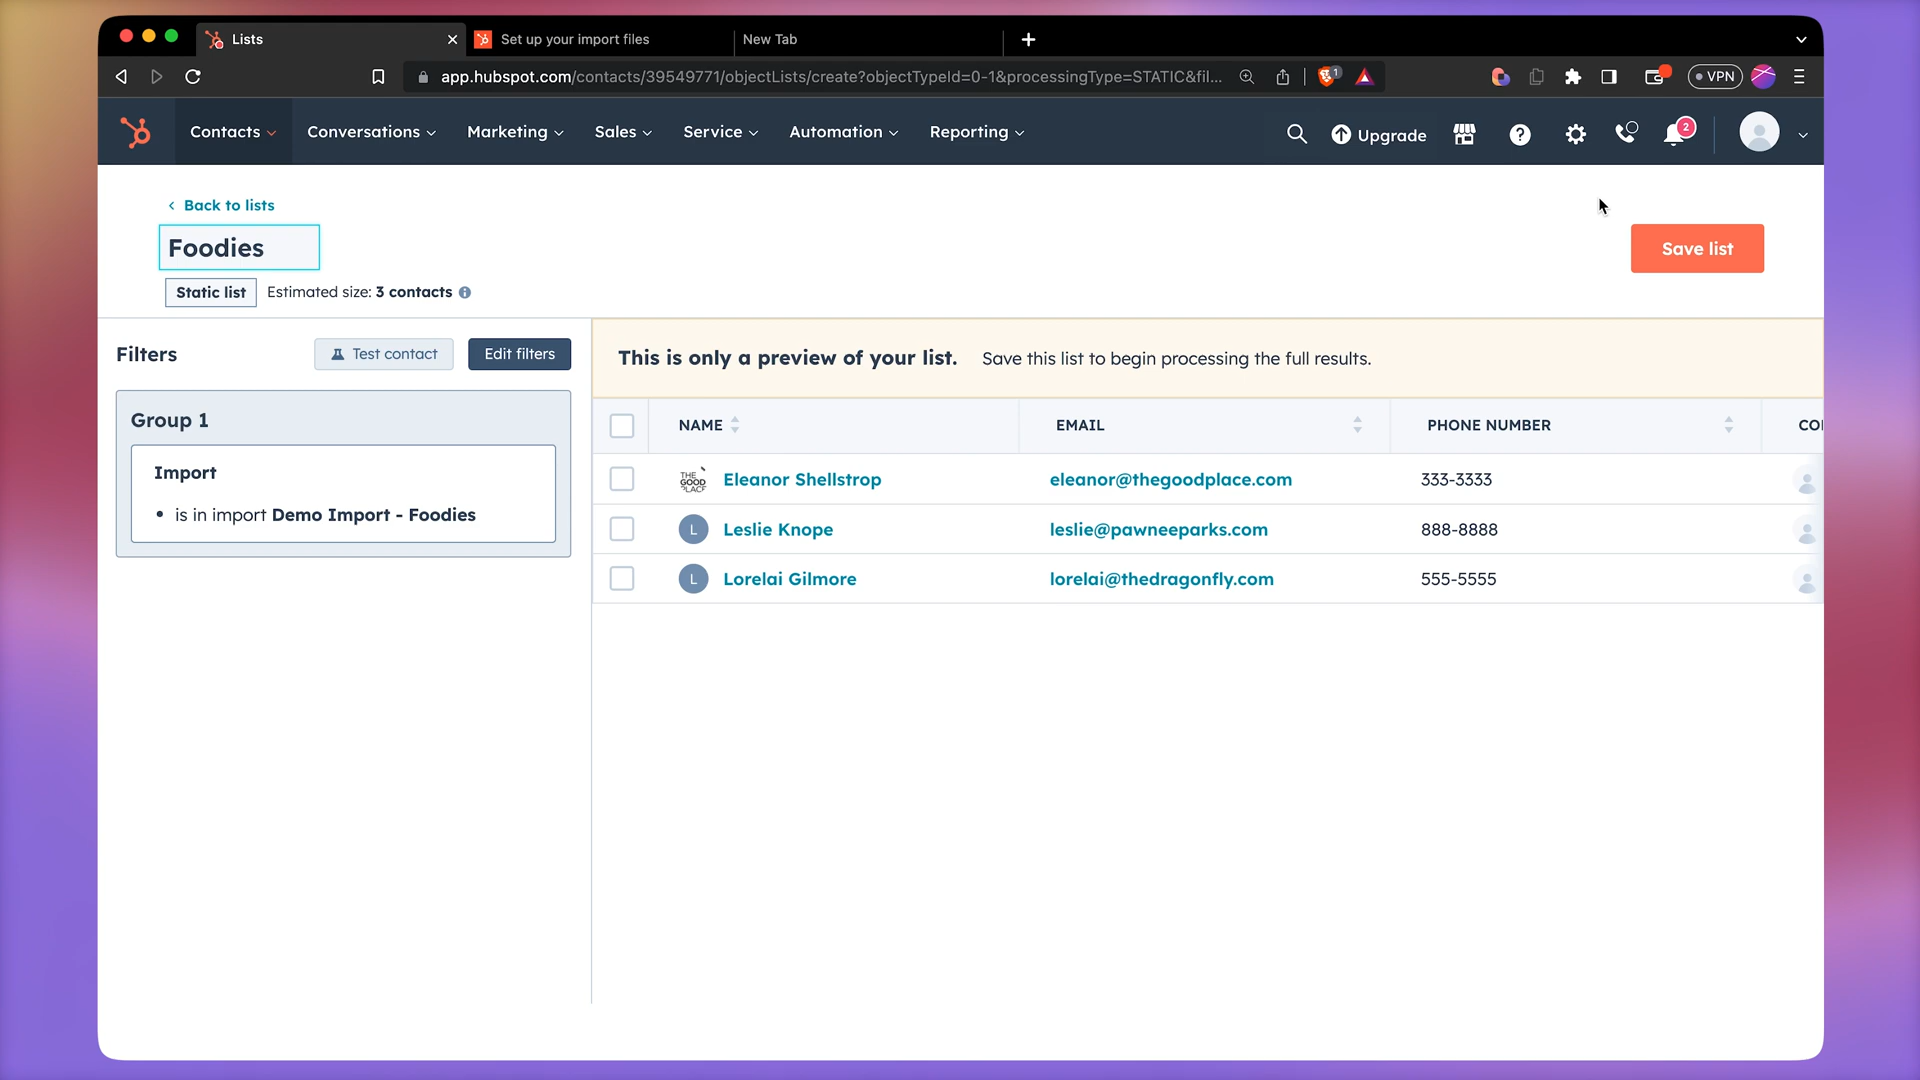 Lists
Set up your import files
New Tab
app.hubspot.com/contacts/39549771/objectLists/create?objectTypeId=0-1&processingType=STATIC&fil...
1
VPN
Contacts
Conversations
Marketing
Sales
Service
Automation
Reporting
Upgrade
2
Back to lists
Foodies
Save list
Static list
Estimated size: 3 contacts
Filters
Test contact
Edit filters
This is only a preview of your list. Save this list to begin processing the full results.
Group 1
Import
• is in import Demo Import - Foodies
NAME
EMAIL
PHONE NUMBER
THE GOOD PLACE
Eleanor Shellstrop
eleanor@thegoodplace.com
333-3333
L
Leslie Knope
leslie@pawneeparks.com
888-8888
L
Lorelai Gilmore
lorelai@thedragonfly.com
555-5555